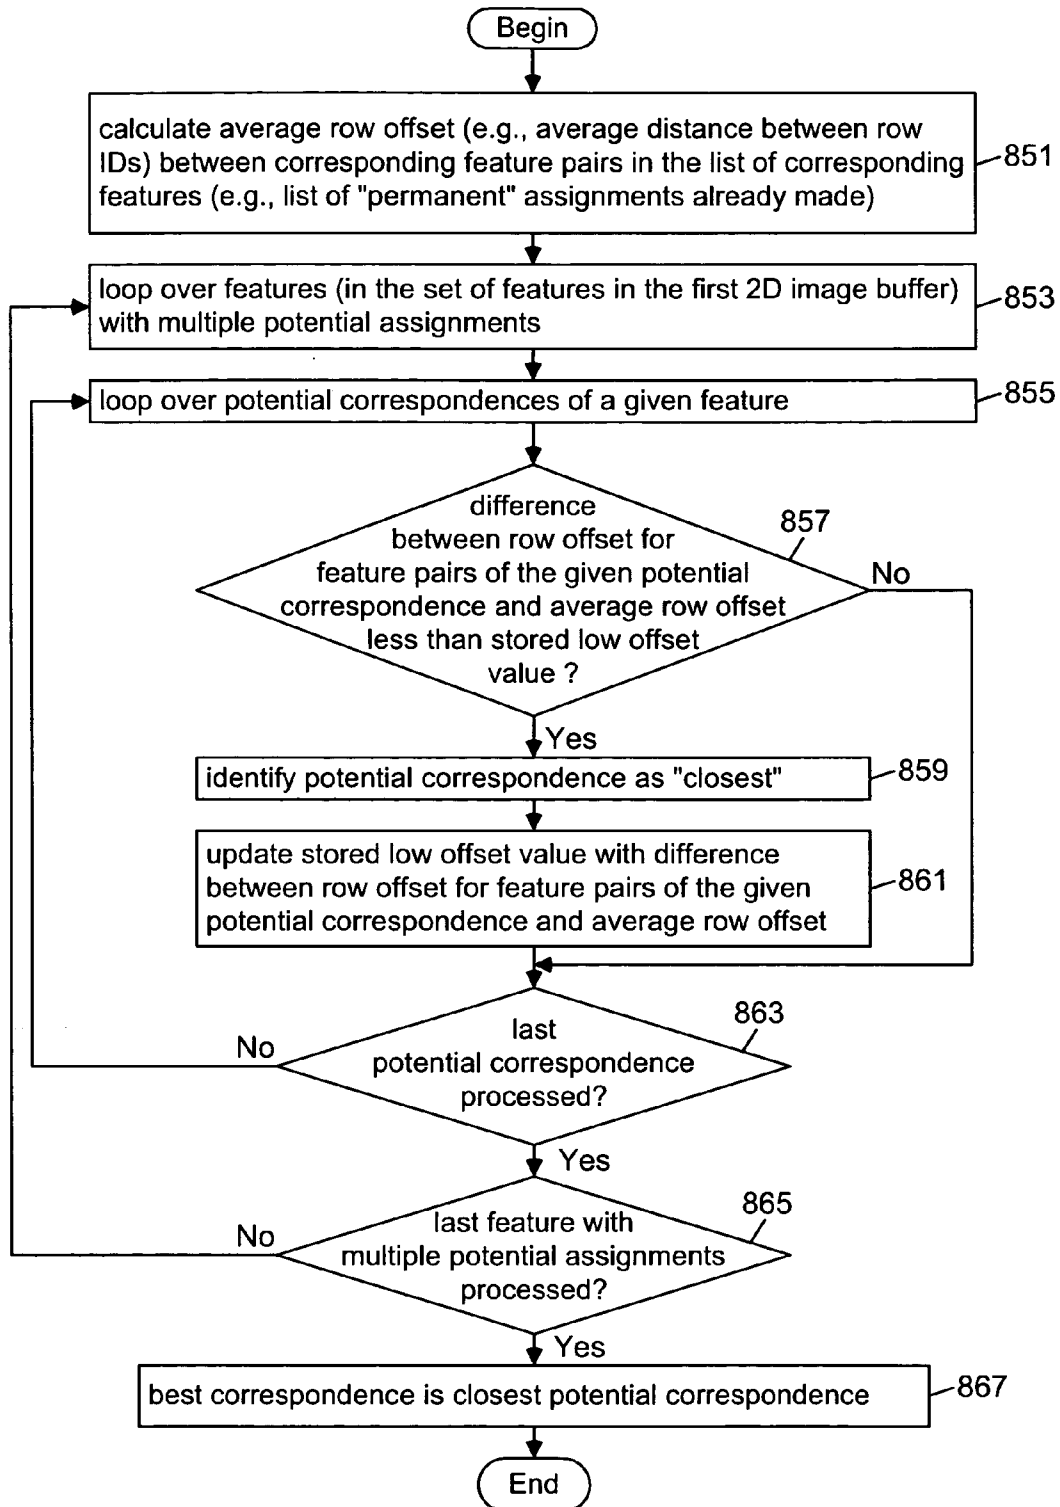 Begin
calculate average row offset (e.g., average distance between row
IDs) between corresponding feature pairs in the list of corresponding
features (e.g., list of "permanent" assignments already made)
851
loop over features (in the set of features in the first 2D image buffer)
with multiple potential assignments
853
loop over potential correspondences of a given feature
855
difference
between row offset for
feature pairs of the given potential
correspondence and average row offset
less than stored low offset
value ?
857
No
Yes
identify potential correspondence as "closest"
859
update stored low offset value with difference
between row offset for feature pairs of the given
potential correspondence and average row offset
861
last
potential correspondence
processed?
863
No
Yes
last feature with
multiple potential assignments
processed?
865
No
Yes
best correspondence is closest potential correspondence
867
End